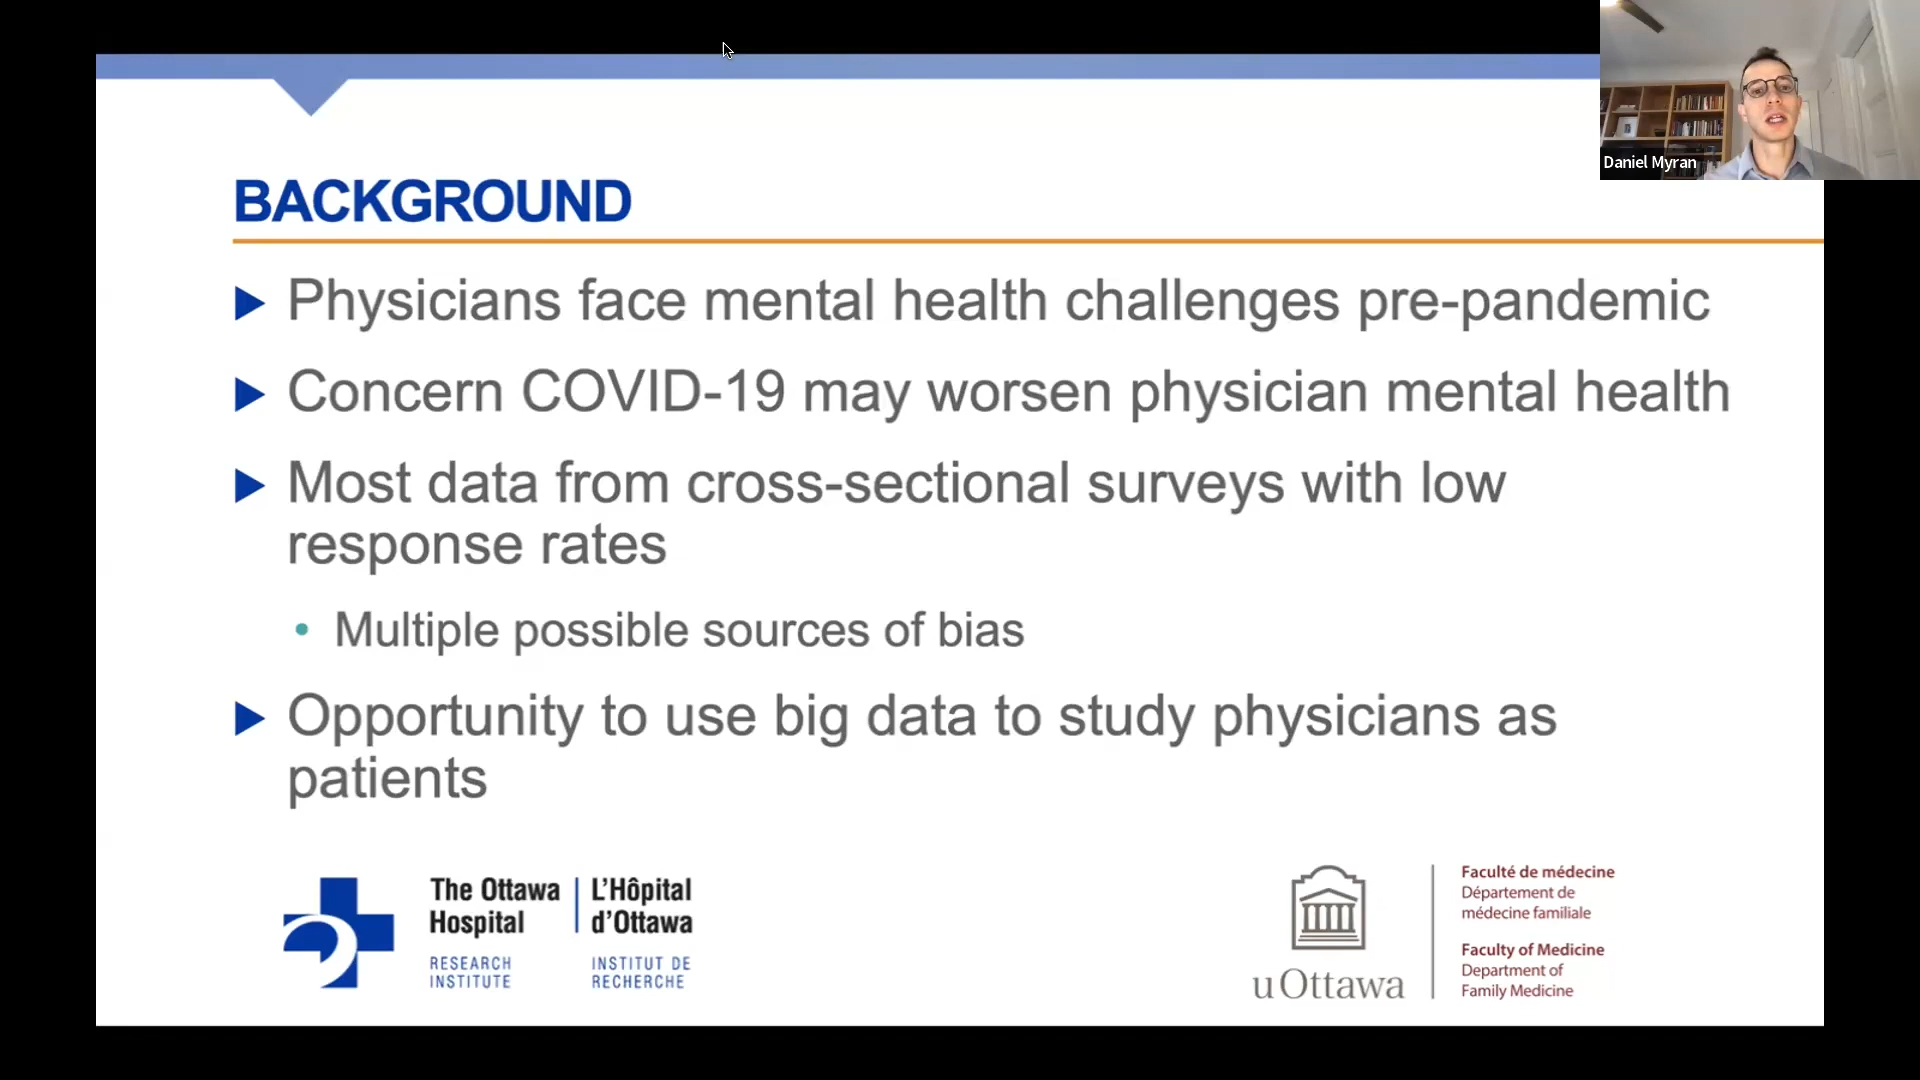 Daniel Myran
BACKGROUND
Physicians face mental health challenges pre-pandemic
Concern COVID-19 may worsen physician mental health
Most data from cross-sectional surveys with low
response rates
Multiple possible sources of bias
Opportunity to use big data to study physicians as
patients
The Ottawa
Hospital
RESEARCH
INSTITUTE
L'Hôpital
d'Ottawa
INSTITUT DE
RECHERCHE
uOttawa
Faculté de médecine
Département de
médecine familiale
Faculty of Medicine
Department of
Family Medicine